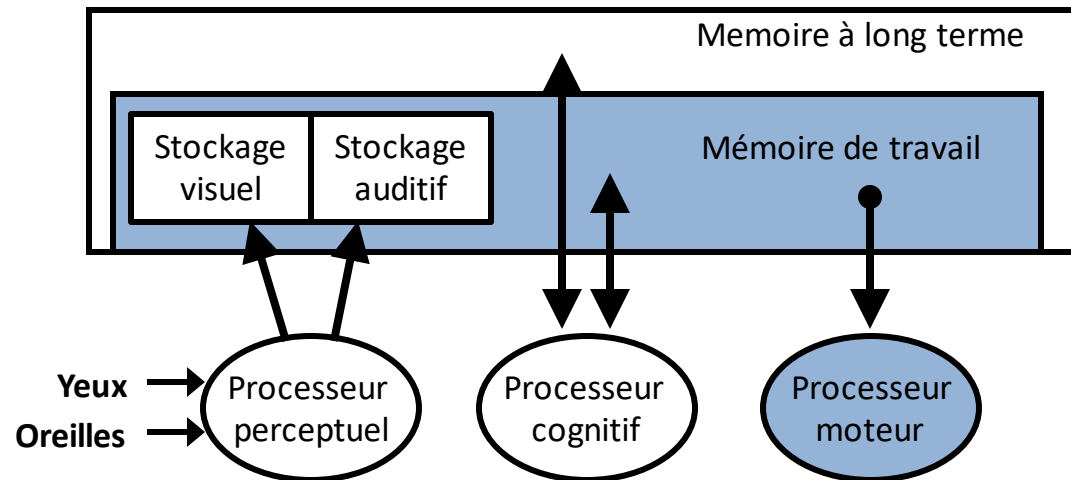 Memoire à long terme
Stockage
visuel
Stockage
auditif
Mémoire de travail
Yeux
Oreilles
Processeur
perceptuel
Processeur
cognitif
Processeur
moteur